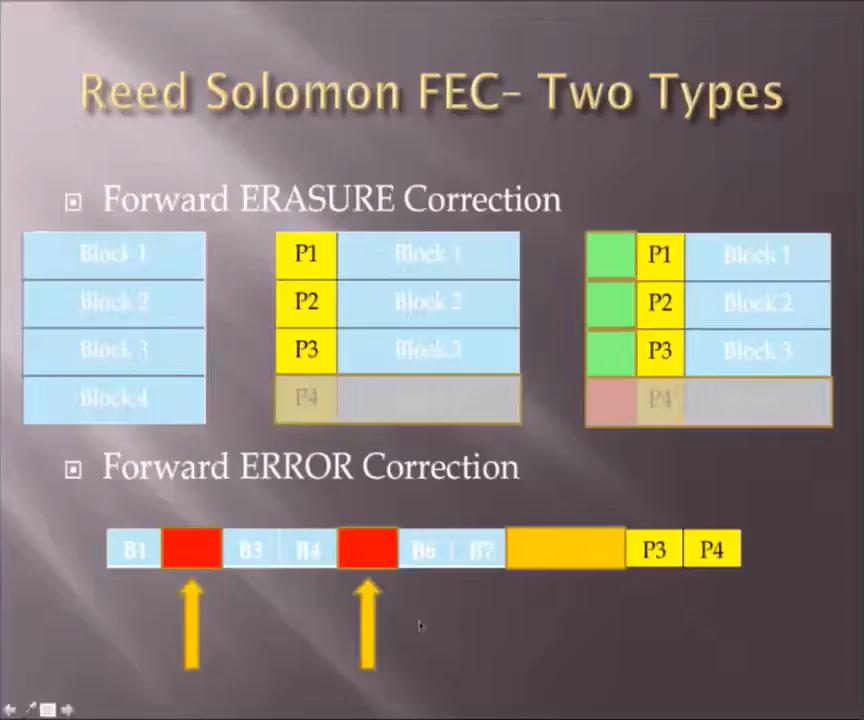 Reed Solomon FEC– Two Types
Forward ERASURE Correction
Block 1
Block 2
Block 3
Block 4
P1 Block 1
P2 Block 2
P3 Block 3
P4
P1 Block 1
P2 Block 2
P3 Block 3
P4
Forward ERROR Correction
B1 B3 B4 B6 B7 P3 P4